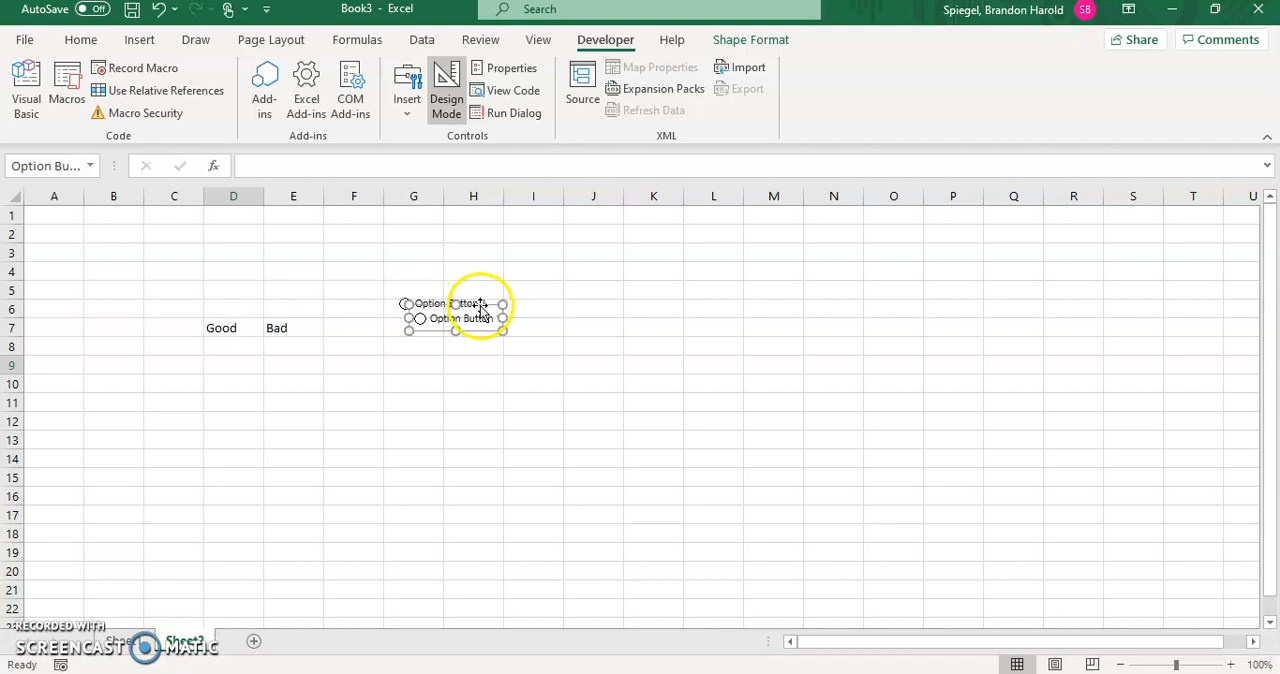 AutoSave Off Book3 - Excel Search Spiegel, Brandon Harold SB
File Home Insert Draw Page Layout Formulas Data Review View Developer Help Shape Format Share Comments
Visual Basic
Macros
Record Macro
Use Relative References
Macro Security
Code
Add-ins
Excel Add-ins
COM Add-ins
Add-ins
Insert
Design Mode
Properties
View Code
Run Dialog
Controls
Source
Map Properties
Expansion Packs
Refresh Data
Import
Export
XML
Option Bu... fx
A B C D E F G H I J K L M N O P Q R S T U
1
2
3
4
5
6 Option Button
Option Button
7 Good Bad
8
9
10
11
12
13
14
15
16
17
18
19
20
21
22
RECORDED WITH
SCREENCAST MATIC
Ready 100%